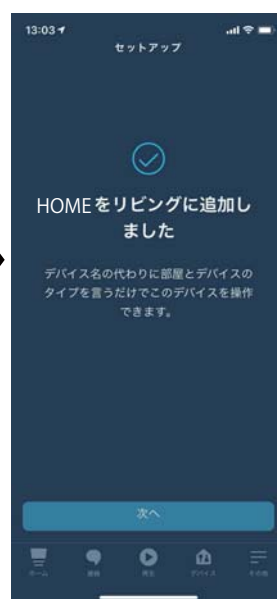 13:03
セットアップ
HOMEをリビングに追加し
ました
デバイス名の代わりに部屋とデバイスの
タイプを言うだけでこのデバイスを操作
できます。
次へ
ホーム
再生
デバイス
その他